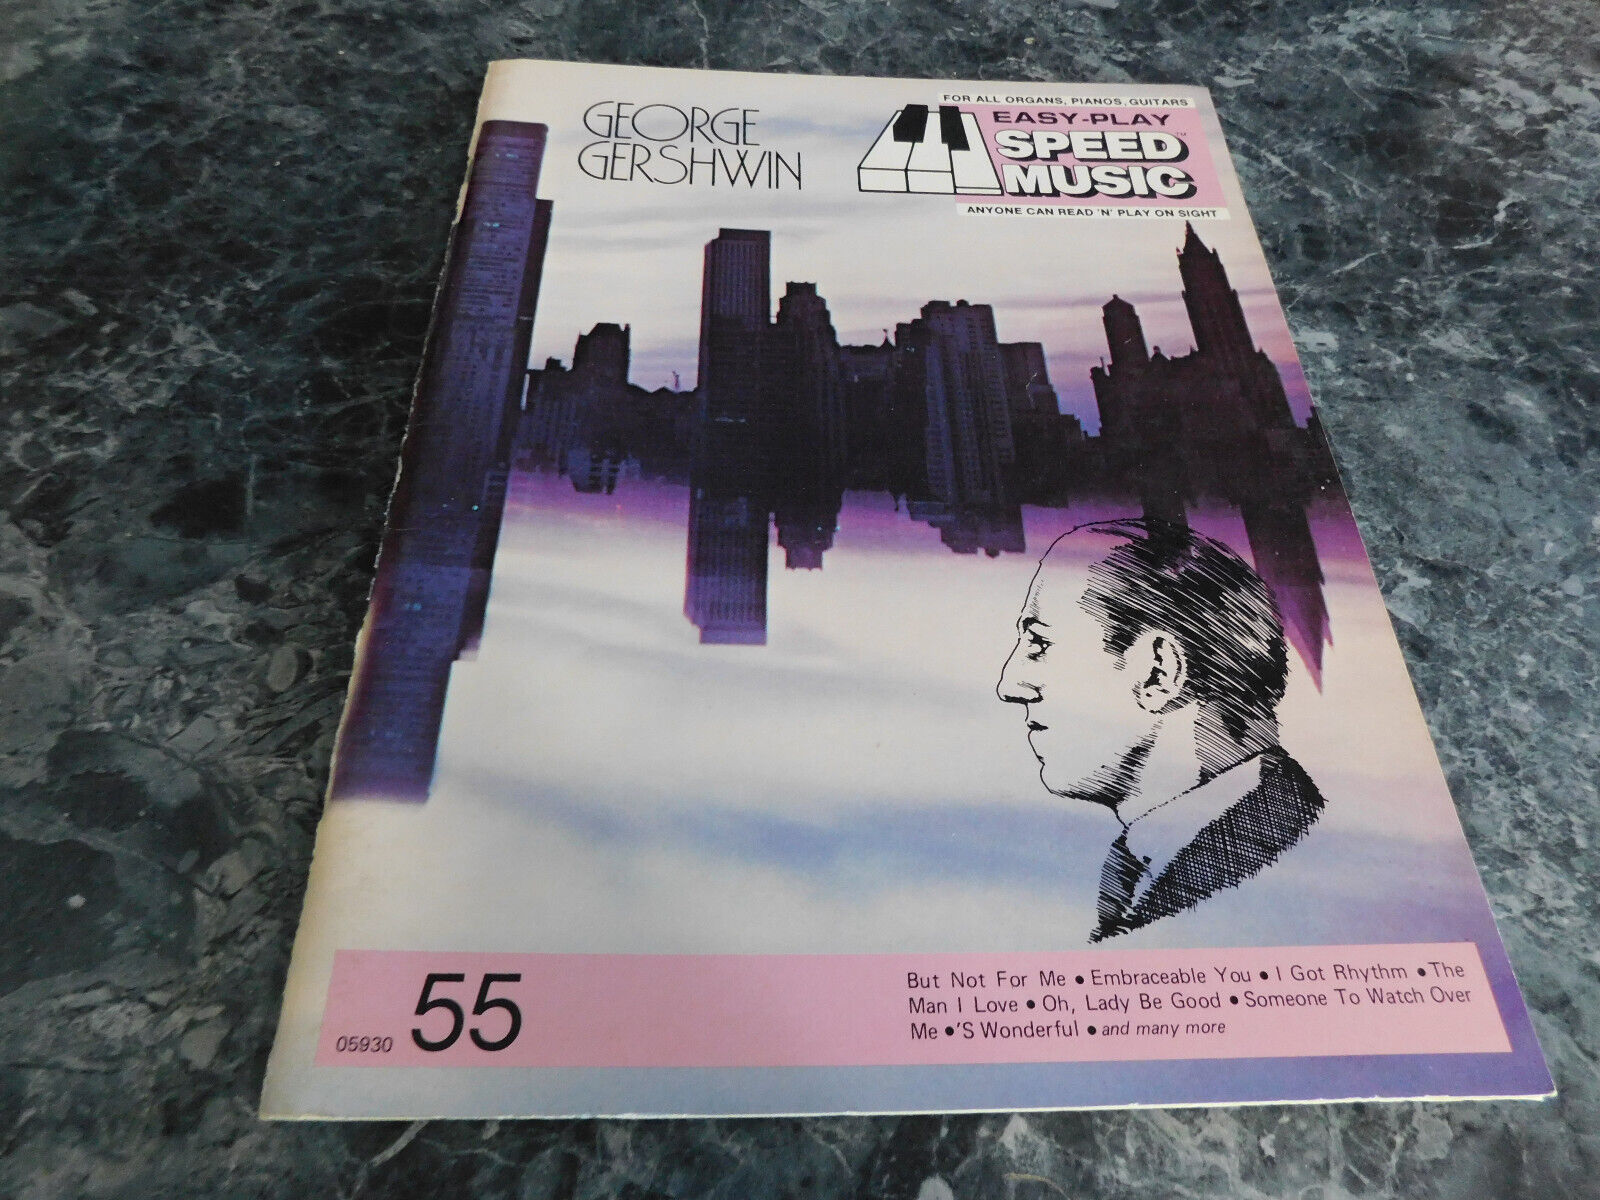 GEORGE
GERSHWIN
FOR ALL ORGANS, PIANOS, GUITARS
EASY-PLAY
SPEED™
MUSIC
ANYONE CAN READ 'N' PLAY ON SIGHT
05930 55
But Not For Me • Embraceable You • I Got Rhythm • The
Man I Love • Oh, Lady Be Good • Someone To Watch Over
Me • 'S Wonderful • and many more